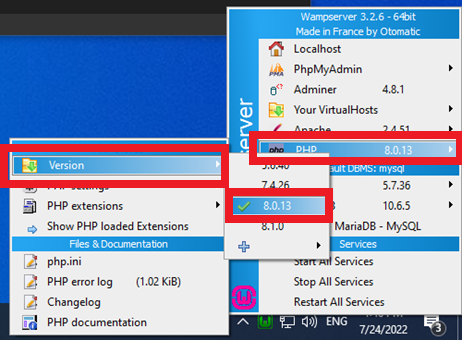 Wampserver 3.2.6 - 64bit
Made in France by Otomatic
Localhost
PhpMyAdmin
Adminer 4.8.1
Your VirtualHosts
Apache 2.4.51
PHP 8.0.13
DBMS: mysql
5.7.36
10.6.5
MariaDB - MySQL
Services
Start All Services
Stop All Services
Restart All Services
server
5.6.40
7.4.26
8.0.13
8.1.0
Version
PHP settings
PHP extensions
Show PHP loaded Extensions
Files & Documentation
php.ini
PHP error log (1.02 KiB)
Changelog
PHP documentation
ENG
7/24/2022
3